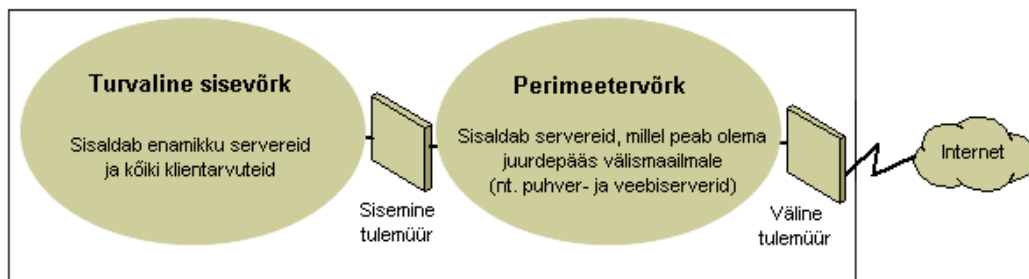 Turvaline sisevõrk
Sisaldab enamikku servereid
ja kõiki klientarvuteid
Sisemine
tulemüür
Perimeetervõrk
Sisaldab servereid, millel peab olema
juurdepääs välismaailmale
(nt. puhver- ja veebiserverid)
Väline
tulemüür
Internet